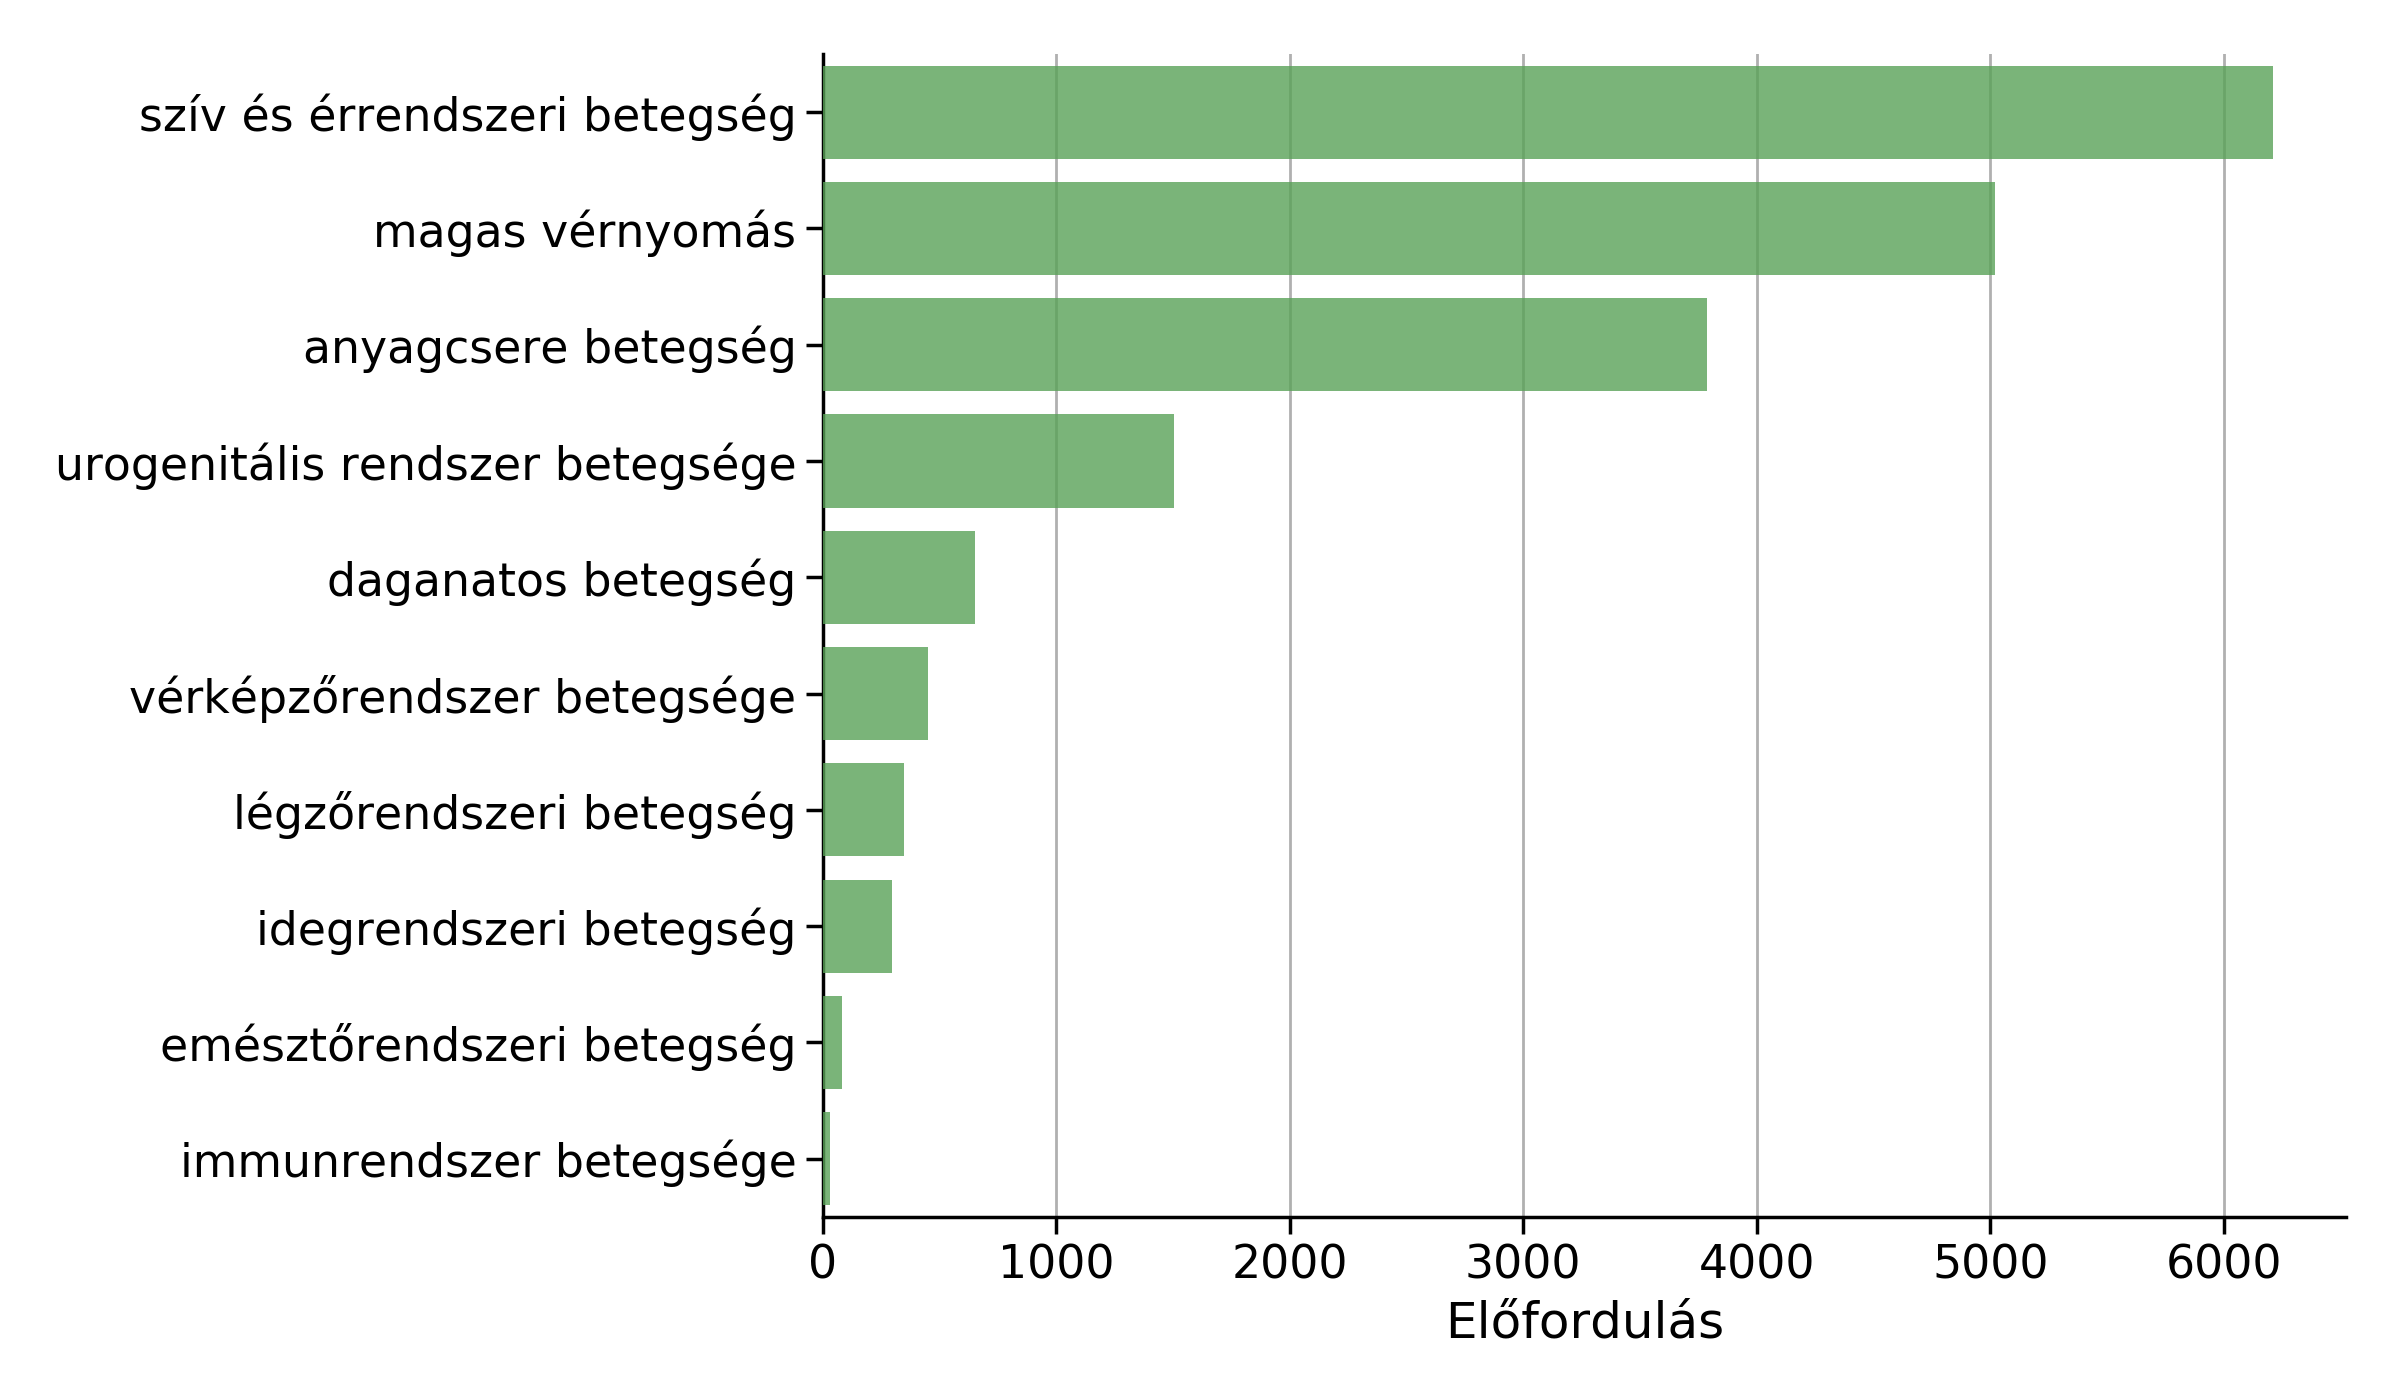 szív és érrendszeri betegség
magas vérnyomás
anyagcsere betegség
urogenitális rendszer betegsége
daganatos betegség
vérképzőrendszer betegsége
légzőrendszeri betegség
idegrendszeri betegség
emésztőrendszeri betegség
immunrendszer betegsége
0 1000 2000 3000 4000 5000 6000
Előfordulás